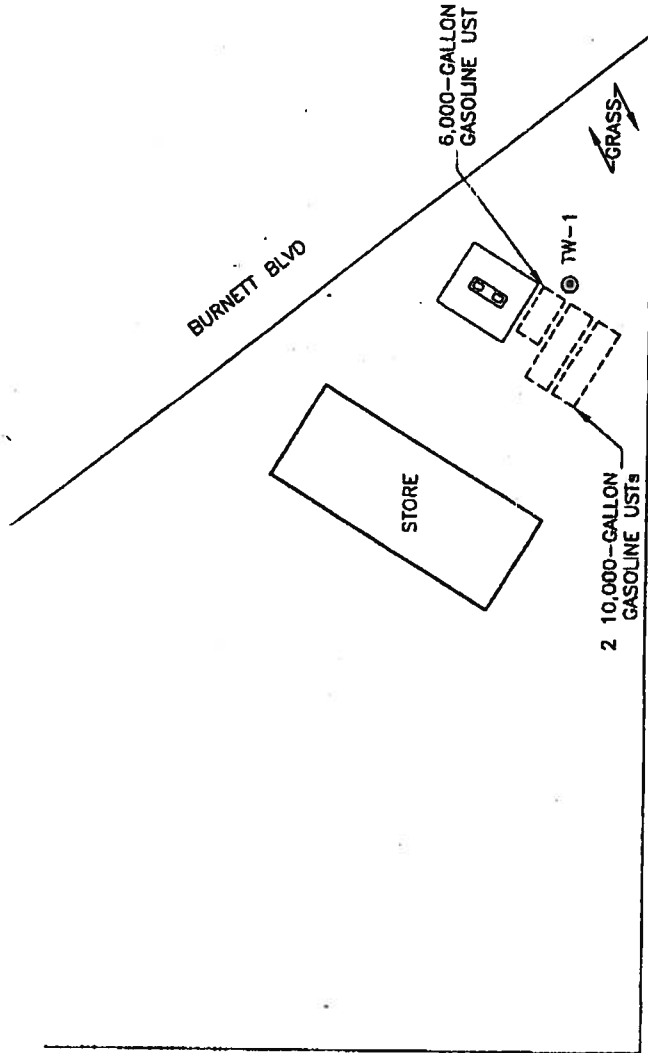 BURNETT BLVD
6,000-GALLON
GASOLINE UST
GRASS
TW-1
STORE
2 10,000-GALLON
GASOLINE USTs